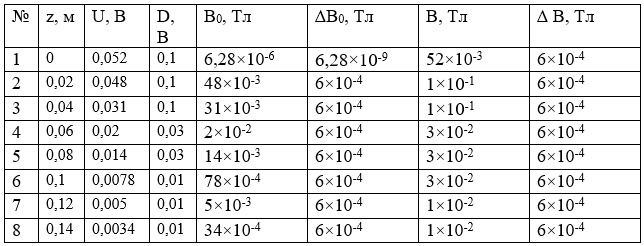 № z, м U, В D, В B₀, Тл ΔB₀, Тл B, Тл Δ B, Тл
1 0 0,052 0,1 6,28×10⁻⁶ 6,28×10⁻⁹ 52×10⁻³ 6×10⁻⁴
2 0,02 0,048 0,1 48×10⁻³ 6×10⁻⁴ 1×10⁻¹ 6×10⁻⁴
3 0,04 0,031 0,1 31×10⁻³ 6×10⁻⁴ 1×10⁻¹ 6×10⁻⁴
4 0,06 0,02 0,03 2×10⁻² 6×10⁻⁴ 3×10⁻² 6×10⁻⁴
5 0,08 0,014 0,03 14×10⁻³ 6×10⁻⁴ 3×10⁻² 6×10⁻⁴
6 0,1 0,0078 0,01 78×10⁻⁴ 6×10⁻⁴ 3×10⁻² 6×10⁻⁴
7 0,12 0,005 0,01 5×10⁻³ 6×10⁻⁴ 1×10⁻² 6×10⁻⁴
8 0,14 0,0034 0,01 34×10⁻⁴ 6×10⁻⁴ 1×10⁻² 6×10⁻⁴